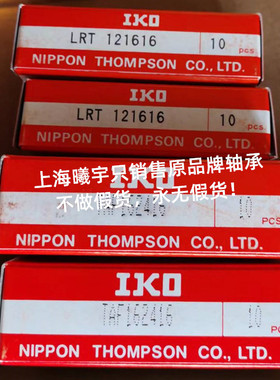 IKO
LRT 121616 10 pcs.
NIPPON THOMPSON CO., LTD.
IKO
LRT 121616 10 pcs.
NIPPON THOMPSON CO., LTD.
上海曦宇不销售原品牌轴承
不做假货！永无假货！
TAF162416 10 PCS
NIPPON THOMPSON CO., LTD.
IKO
TAF162416 10 PCS
NIPPON THOMPSON CO., LTD.